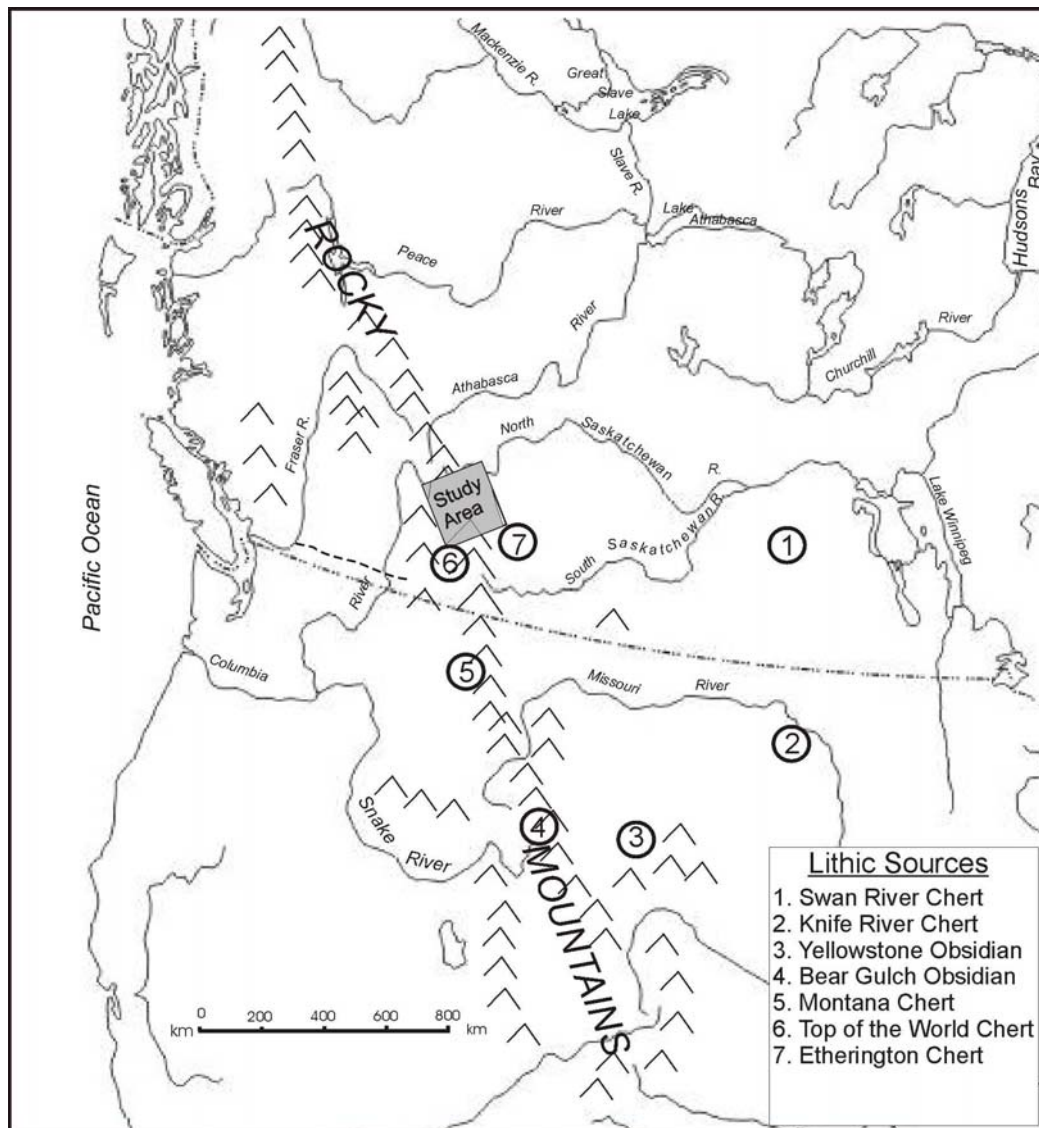 Mackenzie R.
Great
Slave
Lake
Slave R.
Hudsons Bay
Lake
Athabasca
River
Peace
ROCKY
River
River
Churchill
Athabasca
Fraser R.
North
Saskatchewan
R.
Study
Area
Saskatchewan R.
South
Lake Winnipeg
Pacific Ocean
7
1
6
River
Columbia
5
Missouri
River
2
Snake
River
4
3
MOUNTAINS
0 200 400 600 800
km km
Lithic Sources
1. Swan River Chert
2. Knife River Chert
3. Yellowstone Obsidian
4. Bear Gulch Obsidian
5. Montana Chert
6. Top of the World Chert
7. Etherington Chert